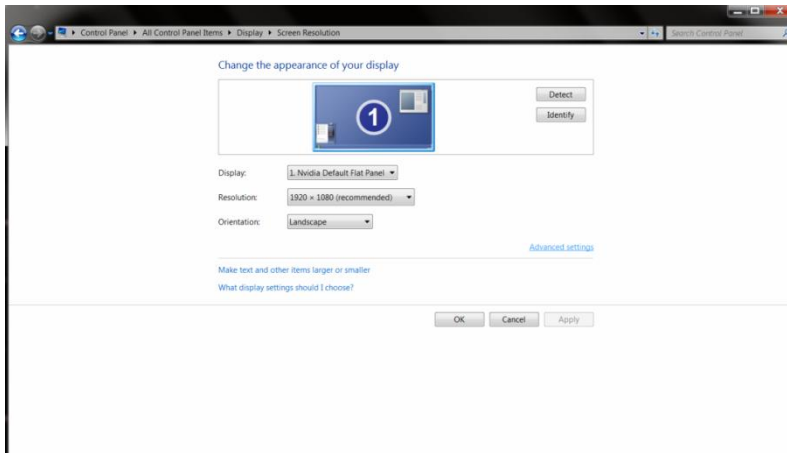 Control Panel ▸ All Control Panel Items ▸ Display ▸ Screen Resolution
Search Control Panel
Change the appearance of your display
1
Detect
Identify
Display: 1. Nvidia Default Flat Panel
Resolution: 1920 × 1080 (recommended)
Orientation: Landscape
Advanced settings
Make text and other items larger or smaller
What display settings should I choose?
OK Cancel Apply